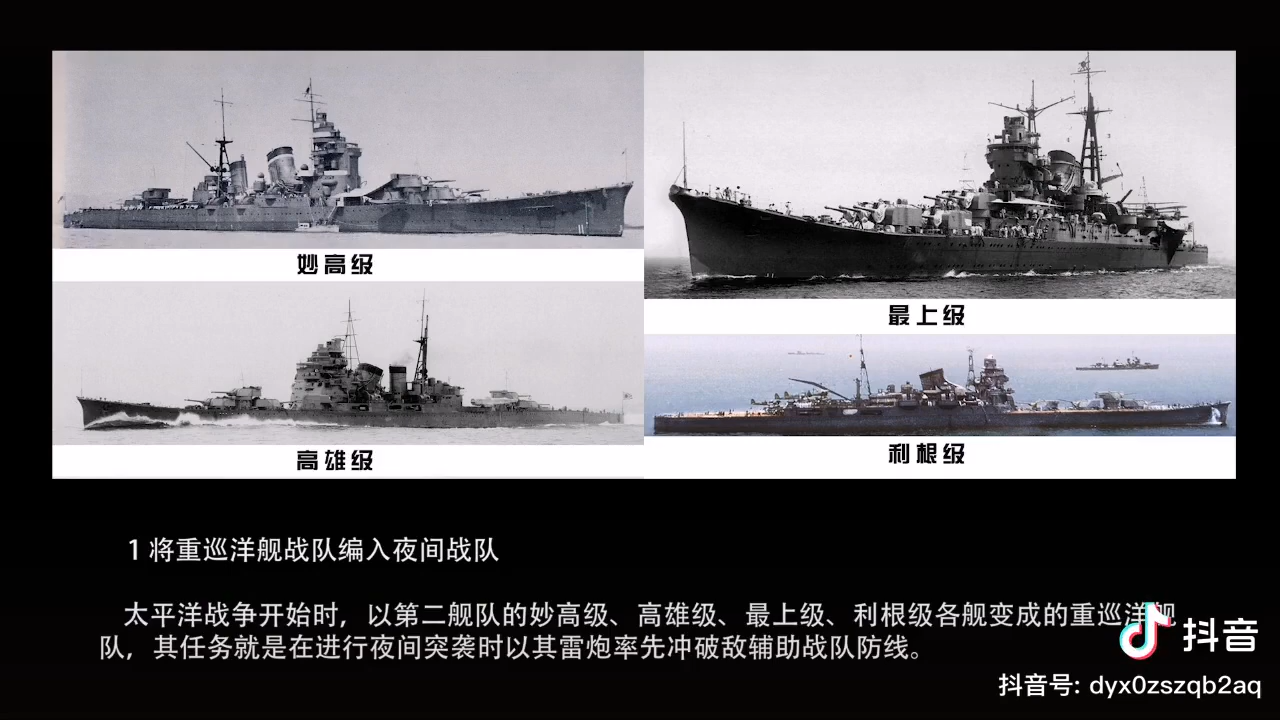 妙高级
最上级
高雄级
利根级
1 将重巡洋舰战队编入夜间战队
太平洋战争开始时，以第二舰队的妙高级、高雄级、最上级、利根级各舰变成的重巡洋舰
队，其任务就是在进行夜间突袭时以其雷炮率先冲破敌辅助战队防线。
抖音
抖音号: dyx0zszqb2aq